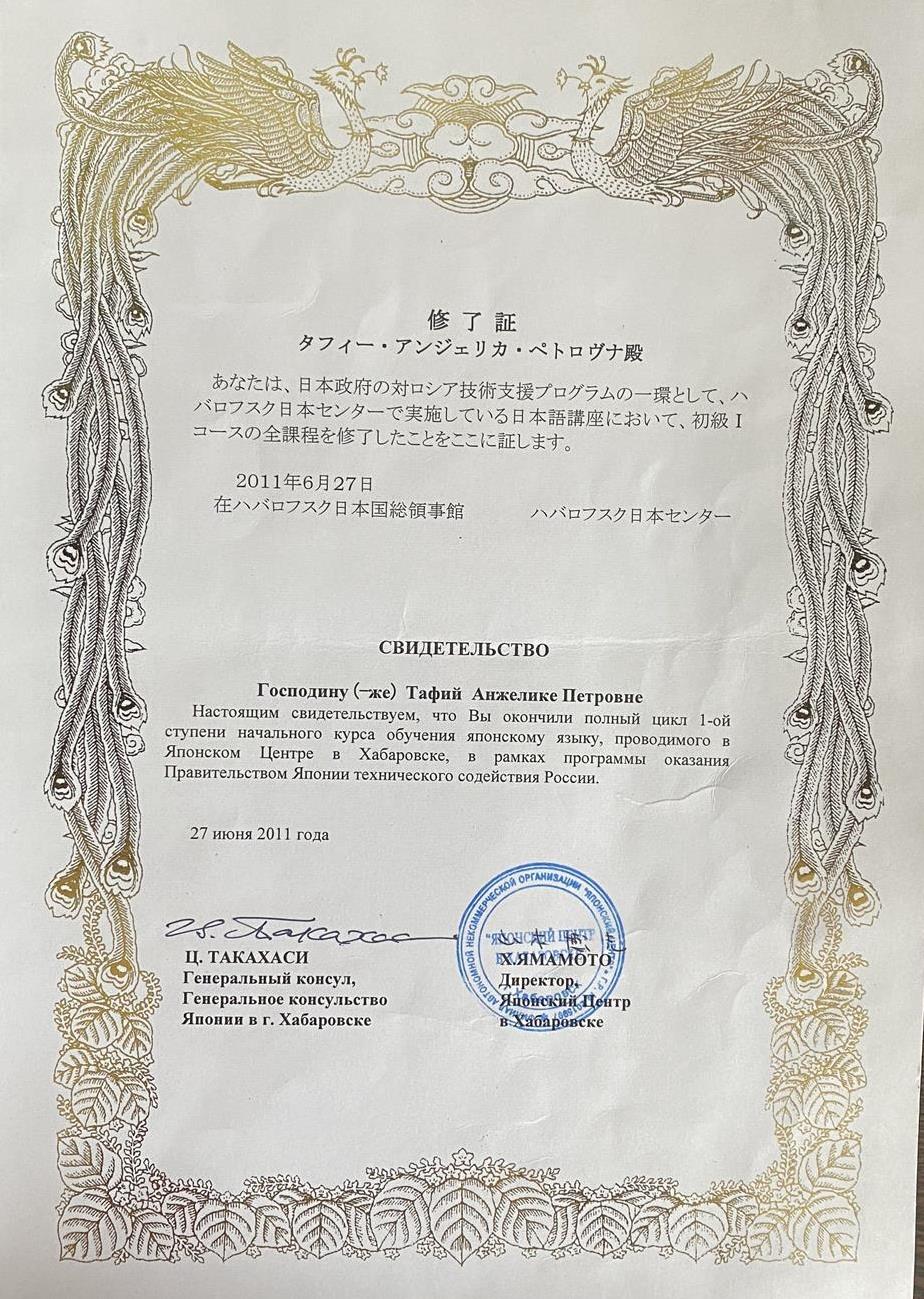 修了証
タフィー・アンジェリカ・ペトロヴナ殿
あなたは、日本政府の対ロシア技術支援プログラムの一環として、ハ
バロフスク日本センターで実施している日本語講座において、初級Ⅰ
コースの全課程を修了したことをここに証します。
2011年6月27日
在ハバロフスク日本国総領事館 ハバロフスク日本センター
СВИДЕТЕЛЬСТВО
Господину (—же) Тафий Анжелике Петровне
Настоящим свидетельствуем, что Вы окончили полный цикл 1-ой
ступени начального курса обучения японскому языку, проводимого в
Японском Центре в Хабаровске, в рамках программы оказания
Правительством Японии технического содействия России.
27 июня 2011 года
Ц. ТАКАХАСИ
Генеральный консул,
Генеральное консульство
Японии в г. Хабаровске
АВТОНОМНОЙ НЕКОММЕРЧЕСКОЙ ОРГАНИЗАЦИИ "ЯПОНСКИЙ
"ЯПОНСКИЙ ЦЕНТР
Х.ЯМАМОТО
Директор,
Японский Центр
в Хабаровске